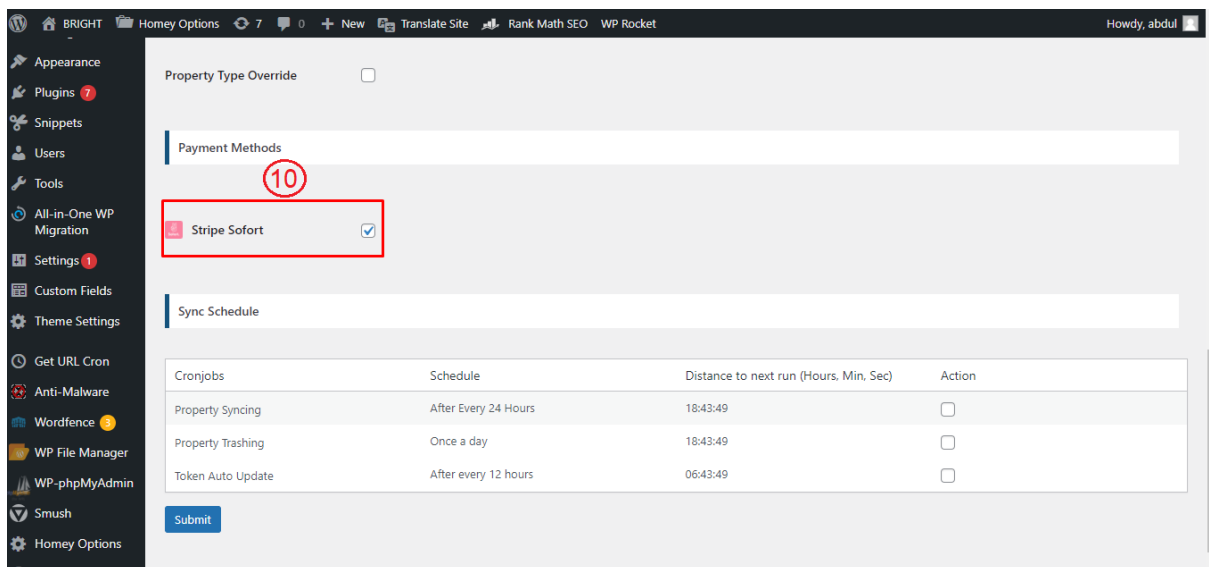 BRIGHT Homey Options 7 0 + New Translate Site Rank Math SEO WP Rocket Howdy, abdul
Appearance
Plugins 7
Snippets
Users
Tools
All-in-One WP
Migration
Settings 1
Custom Fields
Theme Settings
Get URL Cron
Anti-Malware
Wordfence 3
WP File Manager
WP-phpMyAdmin
Smush
Homey Options
Property Type Override
Payment Methods
10
Stripe Sofort
Sync Schedule
Cronjobs Schedule Distance to next run (Hours, Min, Sec) Action
Property Syncing After Every 24 Hours 18:43:49
Property Trashing Once a day 18:43:49
Token Auto Update After every 12 hours 06:43:49
Submit